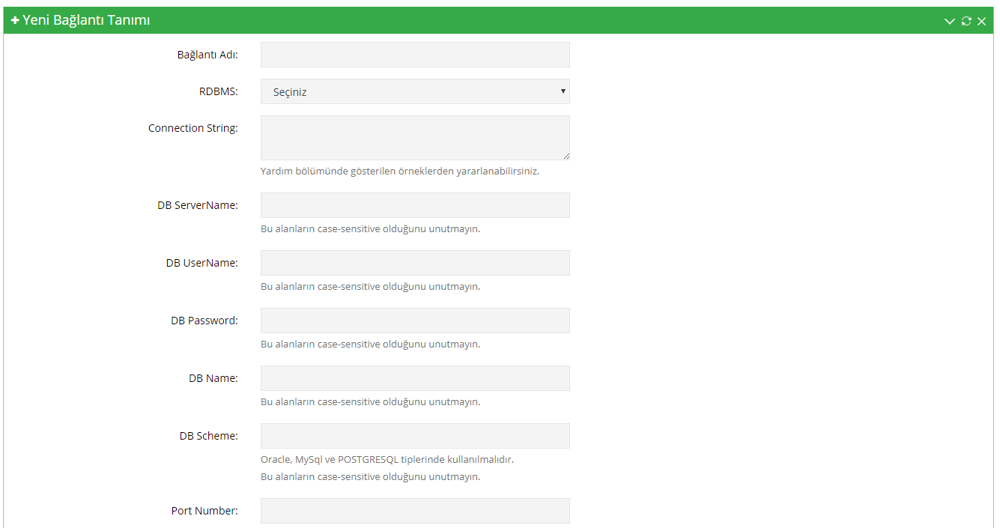 Yeni Bağlantı Tanımı
Bağlantı Adı:
RDBMS:
Seçiniz
Connection String:
Yardım bölümünde gösterilen örneklerden yararlanabilirsiniz.
DB ServerName:
Bu alanların case-sensitive olduğunu unutmayın.
DB UserName:
Bu alanların case-sensitive olduğunu unutmayın.
DB Password:
Bu alanların case-sensitive olduğunu unutmayın.
DB Name:
Bu alanların case-sensitive olduğunu unutmayın.
DB Scheme:
Oracle, MySql ve POSTGRESQL tiplerinde kullanılmalıdır.
Bu alanların case-sensitive olduğunu unutmayın.
Port Number: